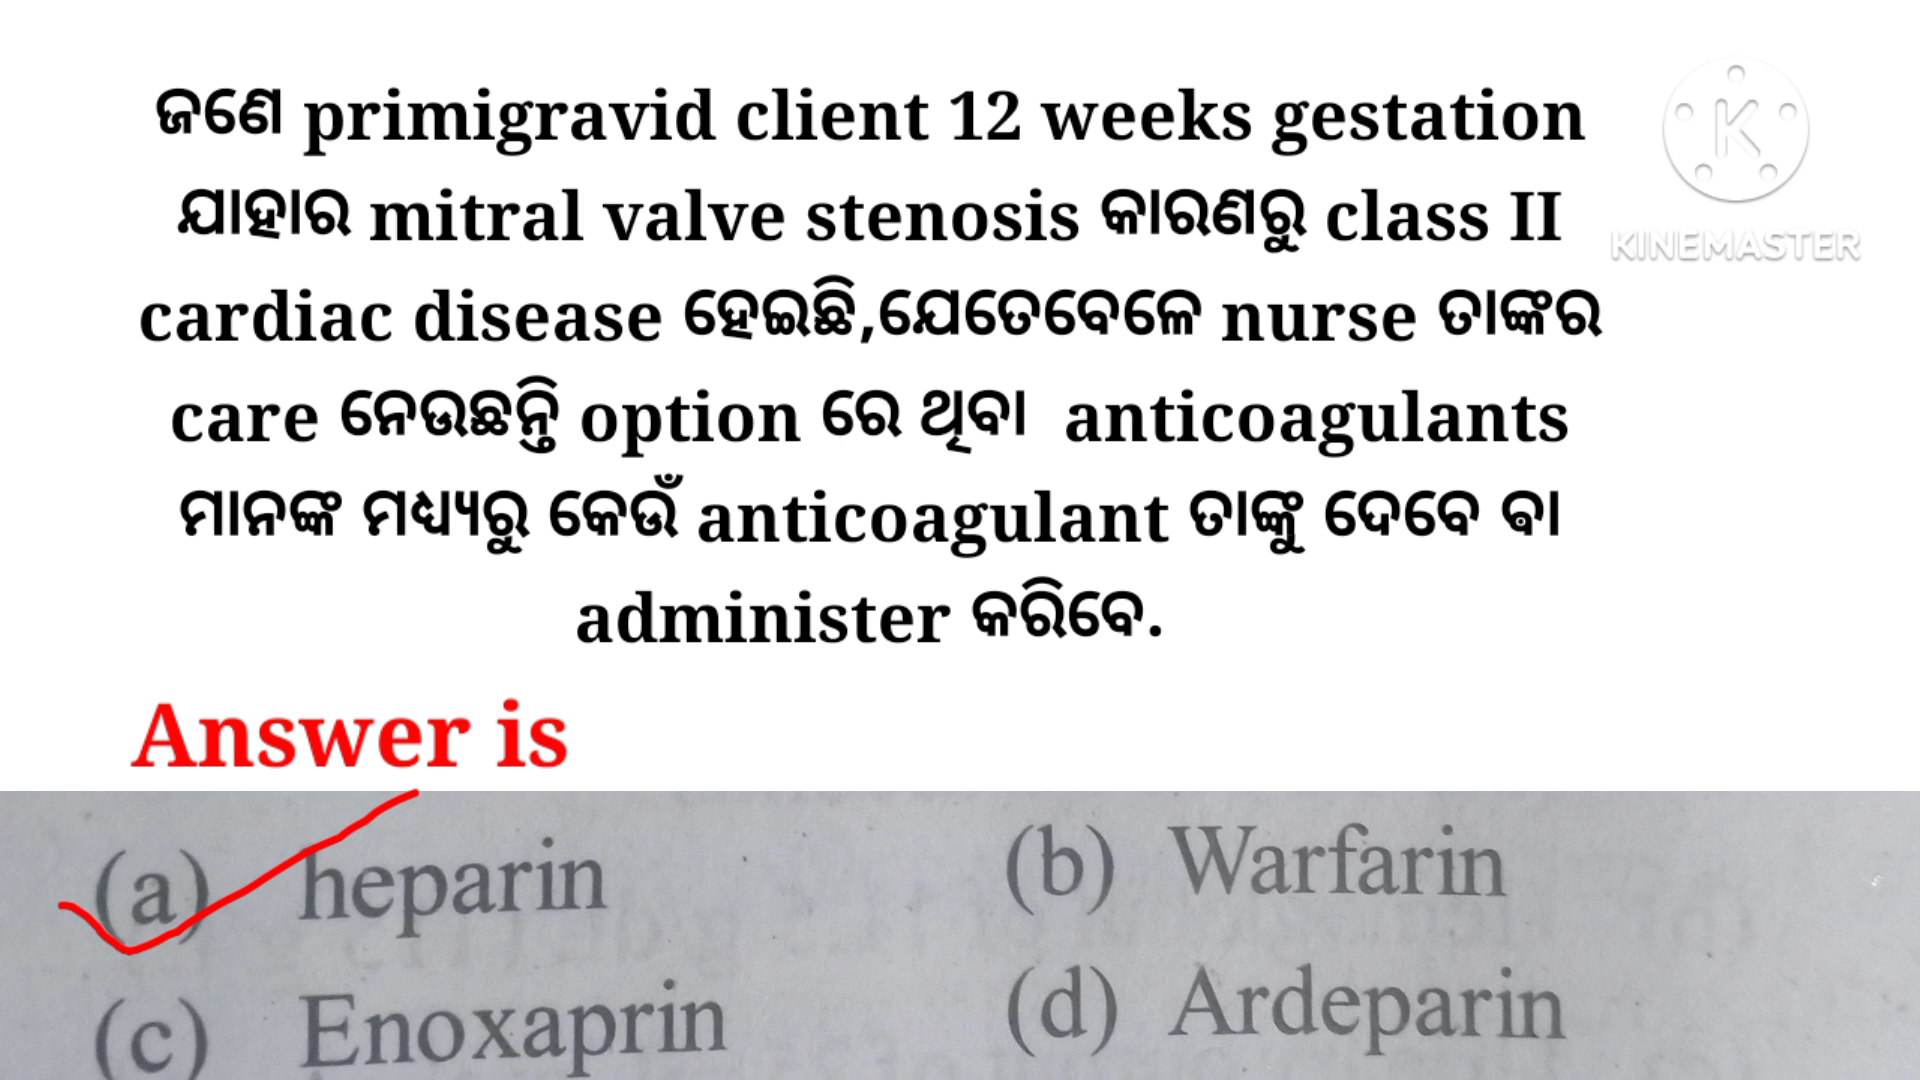 ଜଣେ primigravid client 12 weeks gestation
ଯାହାର mitral valve stenosis କାରଣରୁ class II
cardiac disease ହେଇଛି,ଯେତେବେଳେ nurse ତାଙ୍କର
care ନେଉଛନ୍ତି option ରେ ଥିବା anticoagulants
ମାନଙ୍କ ମଧ୍ୟ୍ୟରୁ କେଉଁ anticoagulant ତାଙ୍କୁ ଦେବେ ଵା
administer କରିବେ.
KINEMASTER
Answer is
(a) heparin (b) Warfarin
(c) Enoxaprin (d) Ardeparin